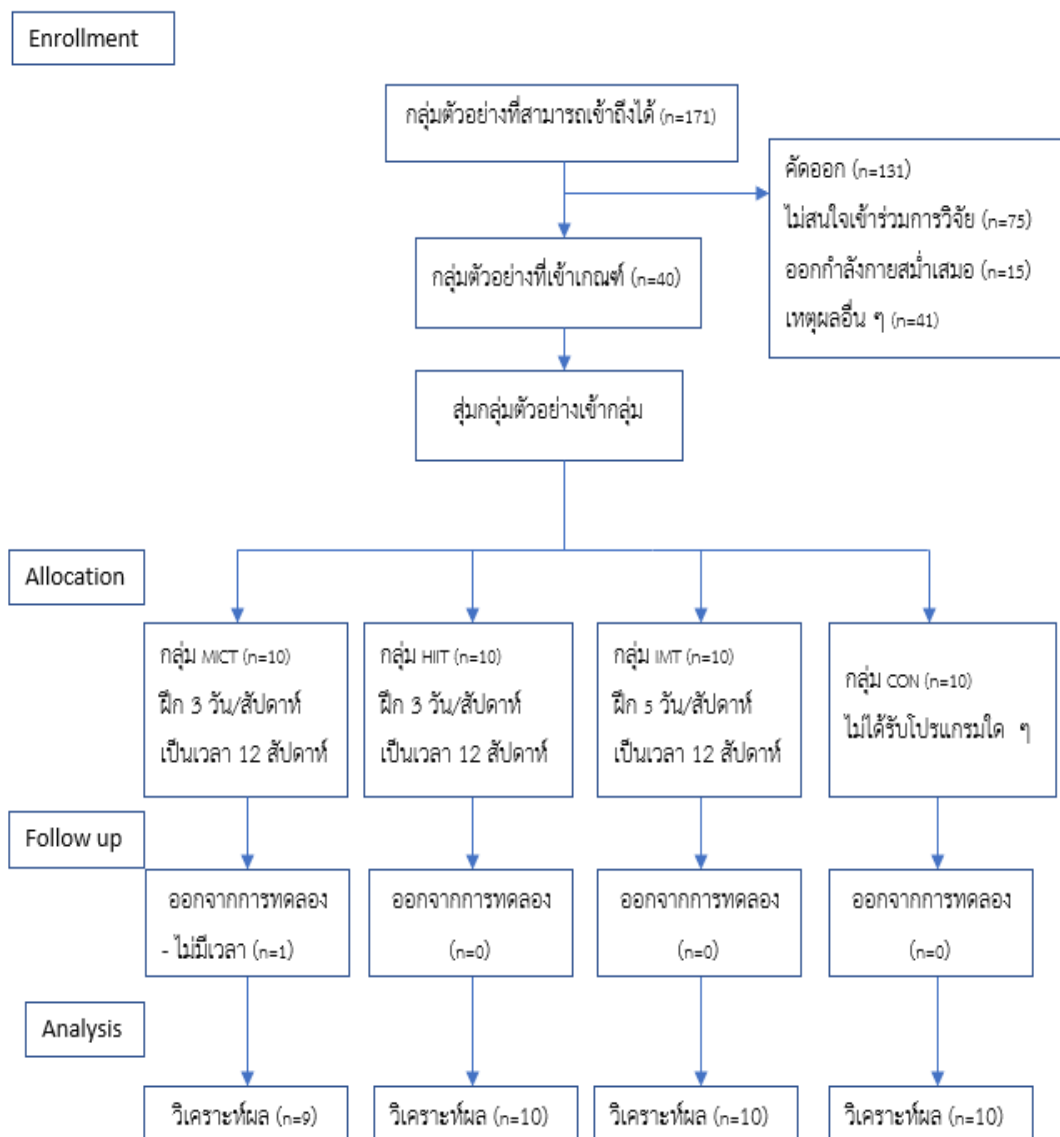 Enrollment
กลุ่มตัวอย่างที่สามารถเข้าถึงได้ (n=171)
คัดออก (n=131)
ไม่สนใจเข้าร่วมการวิจัย (n=75)
ออกกำลังกายสม่ำเสมอ (n=15)
เหตุผลอื่น ๆ (n=41)
กลุ่มตัวอย่างที่เข้าเกณฑ์ (n=40)
สุ่มกลุ่มตัวอย่างเข้ากลุ่ม
Allocation
กลุ่ม MICT (n=10)
ฝึก 3 วัน/สัปดาห์
เป็นเวลา 12 สัปดาห์
กลุ่ม HIIT (n=10)
ฝึก 3 วัน/สัปดาห์
เป็นเวลา 12 สัปดาห์
กลุ่ม IMT (n=10)
ฝึก 5 วัน/สัปดาห์
เป็นเวลา 12 สัปดาห์
กลุ่ม CON (n=10)
ไม่ได้รับโปรแกรมใด ๆ
Follow up
ออกจากการทดลอง
- ไม่มีเวลา (n=1)
ออกจากการทดลอง
(n=0)
ออกจากการทดลอง
(n=0)
ออกจากการทดลอง
(n=0)
Analysis
วิเคราะห์ผล (n=9)
วิเคราะห์ผล (n=10)
วิเคราะห์ผล (n=10)
วิเคราะห์ผล (n=10)